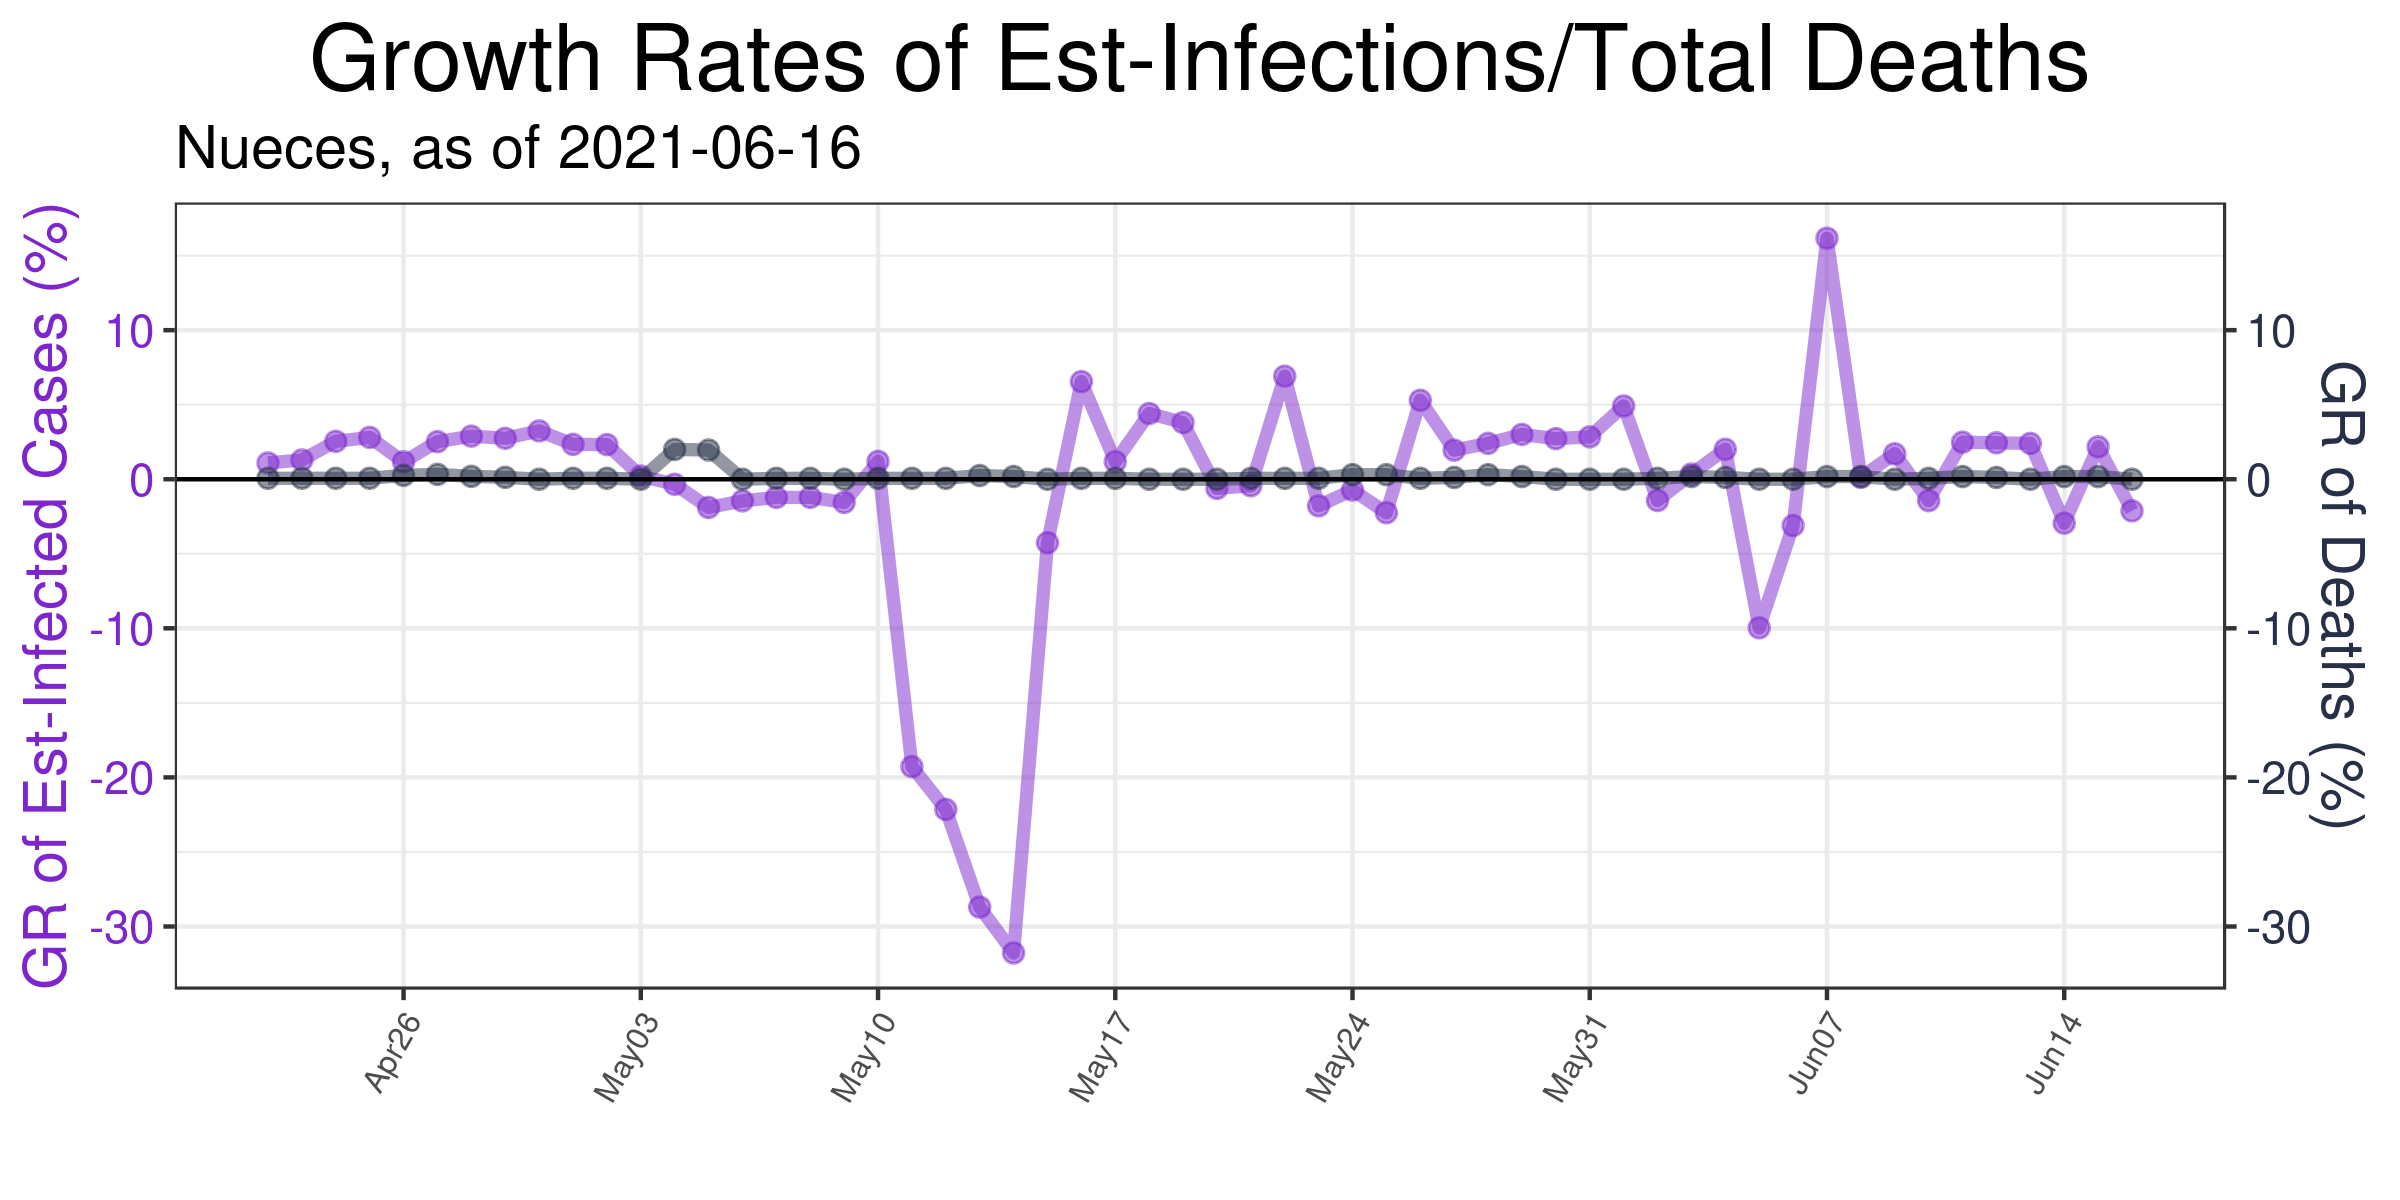 Growth Rates of Est-Infections/Total Deaths
Nueces, as of 2021-06-16
GR of Est-Infected Cases (%)
10
0
-10
-20
-30
10
0
-10
-20
-30
GR of Deaths (%)
Apr26
May03
May10
May17
May24
May31
Jun07
Jun14